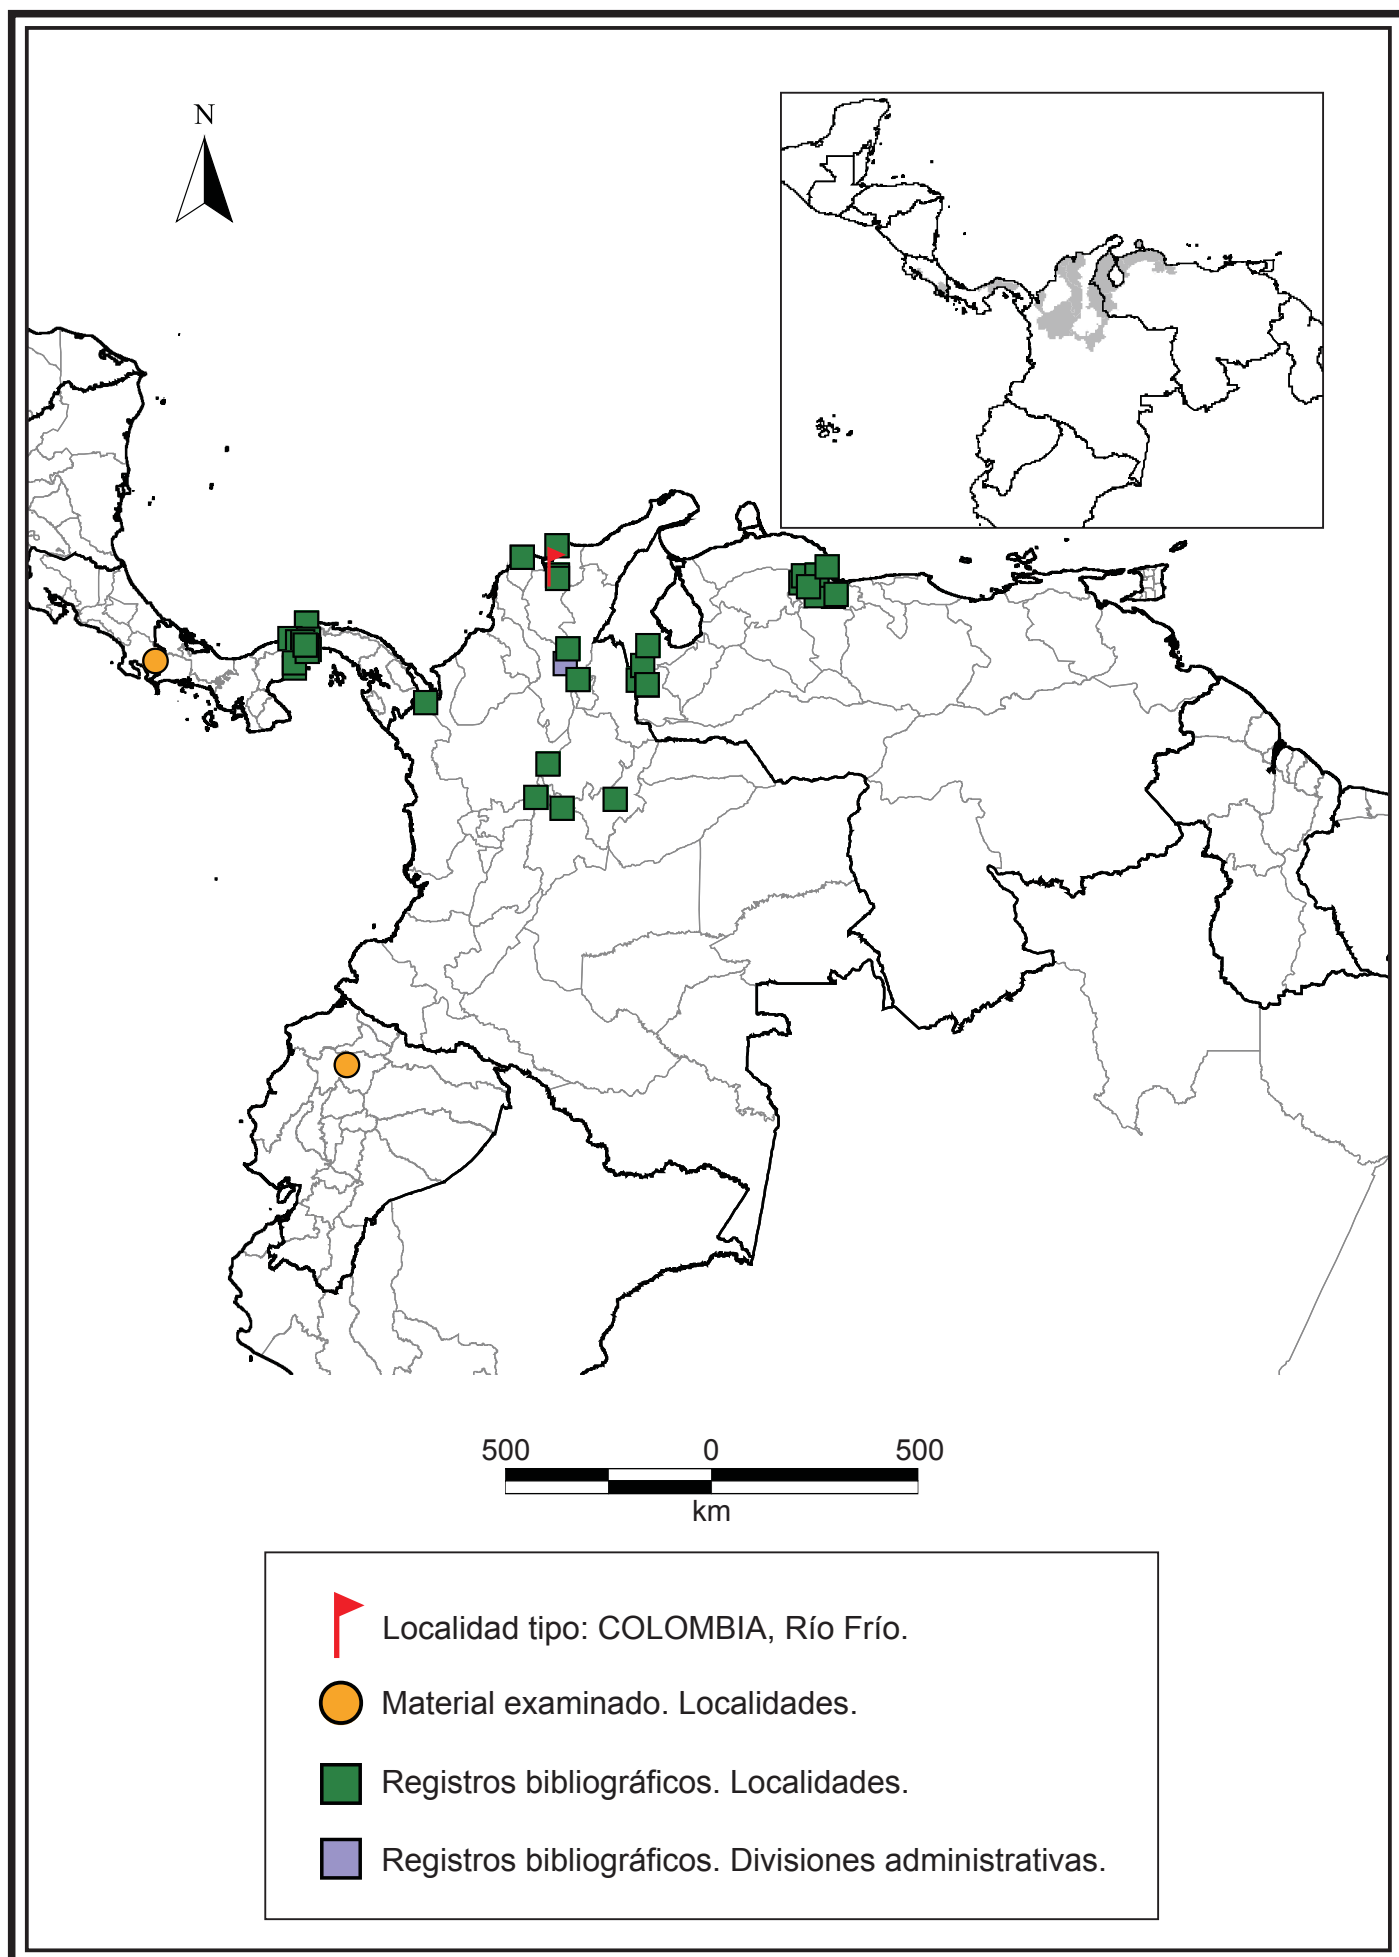 N
500 0 500
km
Localidad tipo: COLOMBIA, Río Frío.
Material examinado. Localidades.
Registros bibliográficos. Localidades.
Registros bibliográficos. Divisiones administrativas.